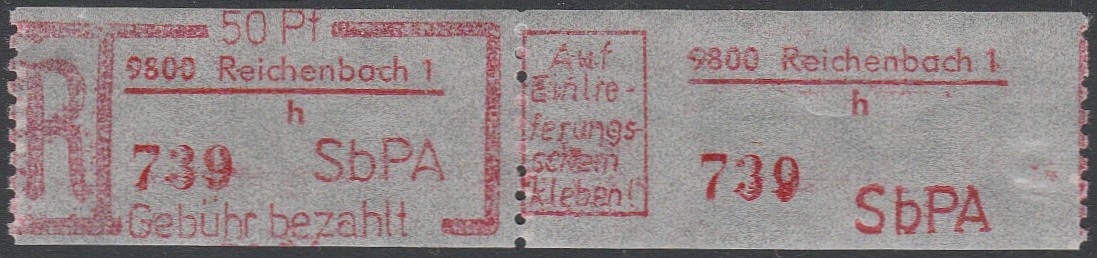 50 Pf
R
9800 Reichenbach 1
h
739 SbPA
Gebühr bezahlt
Auf
Einlie-
ferungs-
schein
kleben!
9800 Reichenbach 1
h
739
SbPA